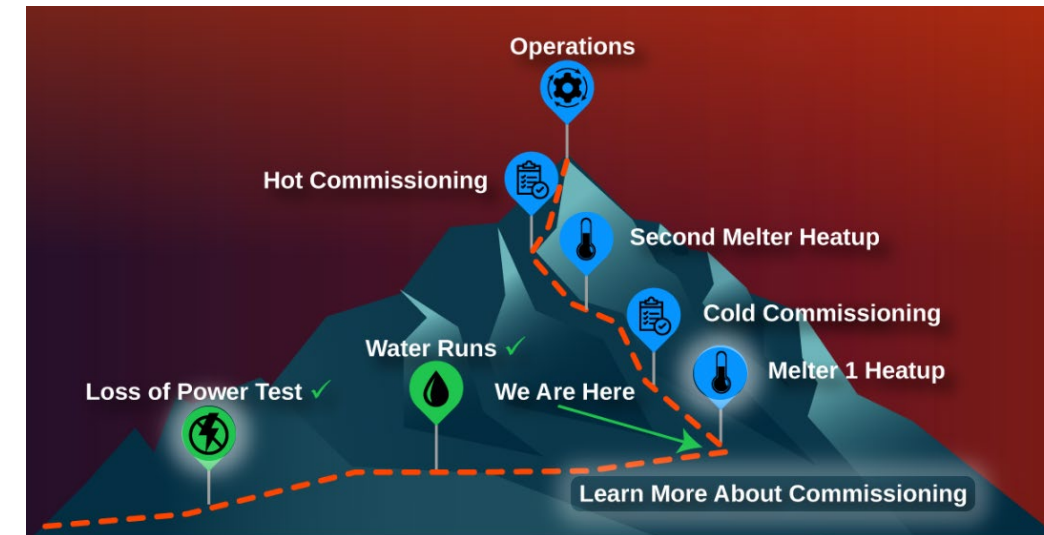 Operations
Hot Commissioning
Second Melter Heatup
Cold Commissioning
Water Runs ✓
Melter 1 Heatup
Loss of Power Test ✓
We Are Here
Learn More About Commissioning